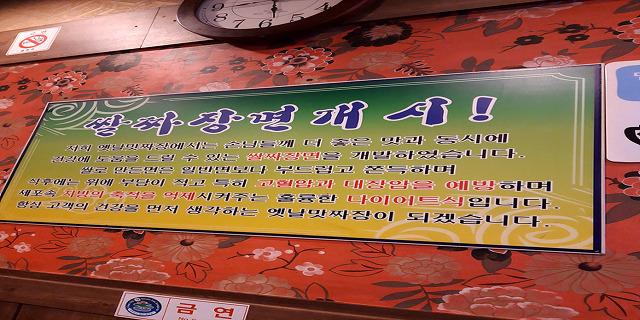 쌀짜장면개시!
저희 옛날맛짜장에서는 손님들께 더 좋은 맛과 동시에
건강에 도움을 드릴 수 있는 쌀짜장면을 개발하였습니다.
쌀로 만드면은 일반면보다 부드럽고 쫀득하며
식후에는 위에 부담이 적고 특히 고혈압과 대장암을 예방하며
세포속 지방의 축적을 억제시켜주는 훌륭한 다이어트식입니다.
항상 고객의 건강을 먼저 생각하는 옛날맛짜장이 되겠습니다.
금 연